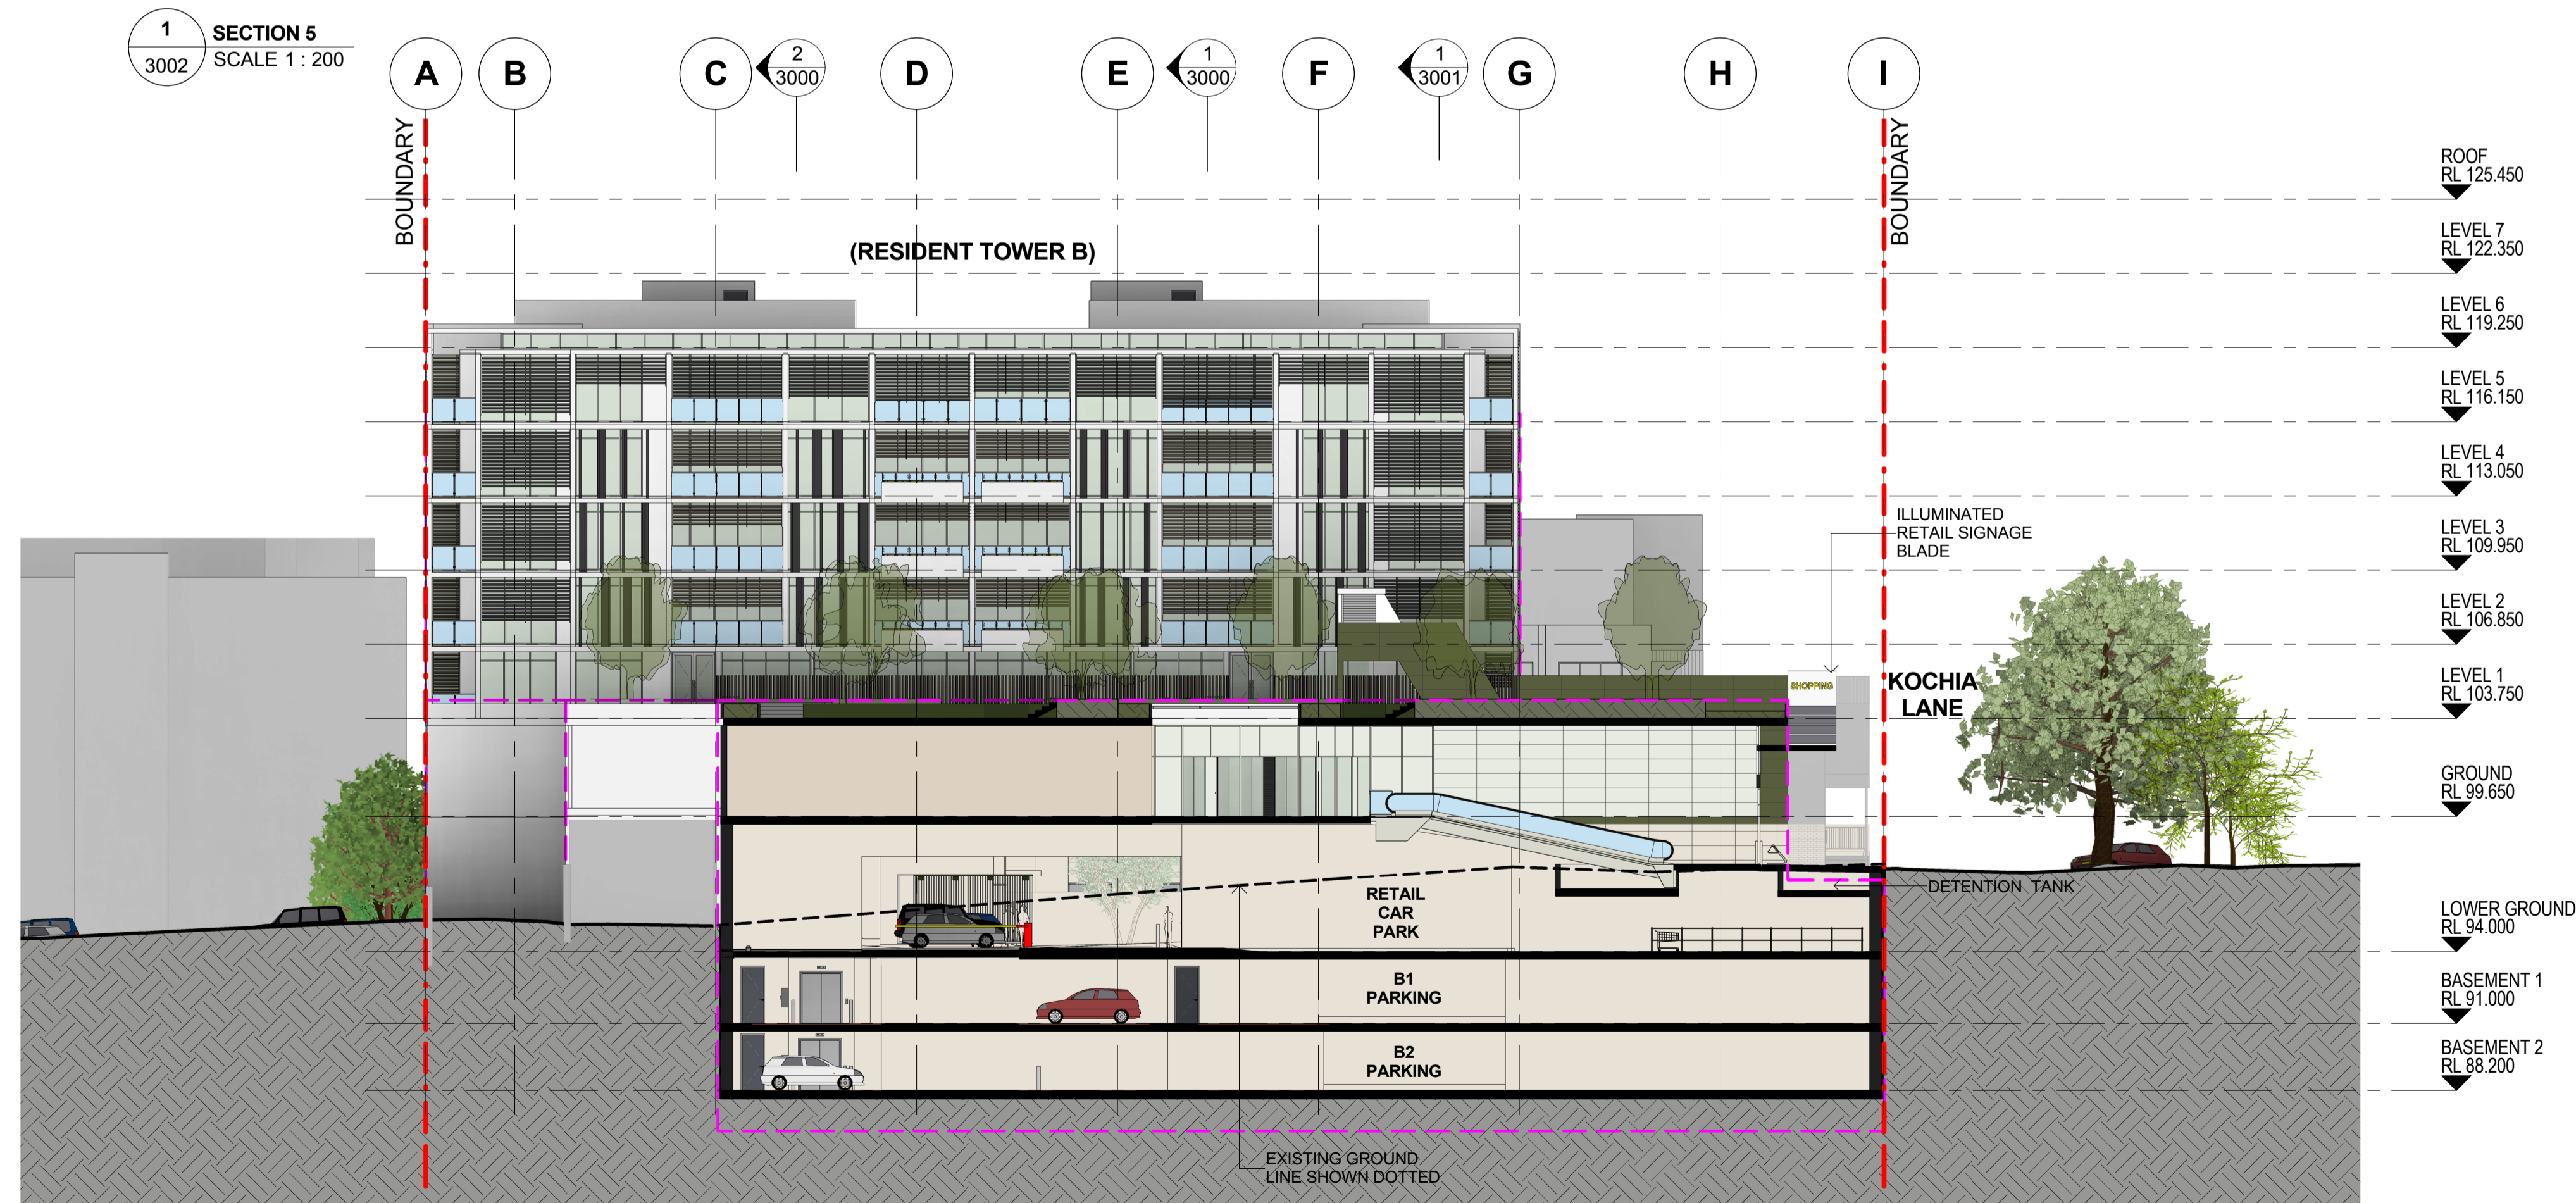 1
3002
SECTION 5
SCALE 1 : 200
A
B
C
2
3000
D
E
1
3000
F
1
3001
G
H
I
BOUNDARY
BOUNDARY
ROOF
RL 125.450
(RESIDENT TOWER B)
LEVEL 7
RL 122.350
LEVEL 6
RL 119.250
LEVEL 5
RL 116.150
LEVEL 4
RL 113.050
ILLUMINATED
RETAIL SIGNAGE
BLADE
LEVEL 3
RL 109.950
LEVEL 2
RL 106.850
SHOPPING
KOCHIA
LANE
LEVEL 1
RL 103.750
GROUND
RL 99.650
RETAIL
CAR
PARK
DETENTION TANK
LOWER GROUND
RL 94.000
B1
PARKING
BASEMENT 1
RL 91.000
B2
PARKING
BASEMENT 2
RL 88.200
EXISTING GROUND
LINE SHOWN DOTTED